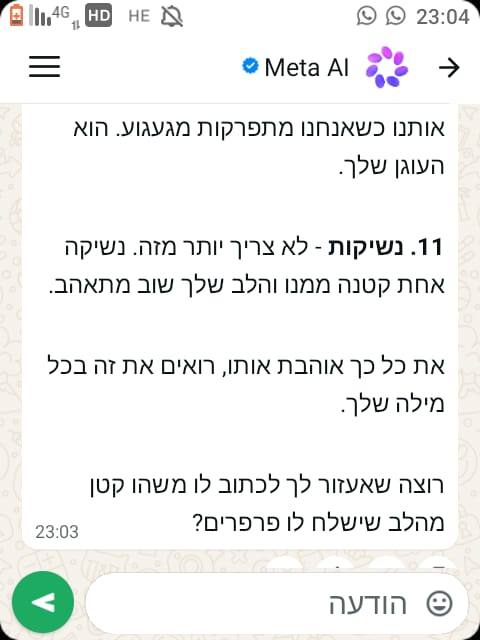 4G HD HE 23:04
Meta AI
אותנו כשאנחנו מתפרקות מגעגוע. הוא
העוגן שלך.
11. נשיקות - לא צריך יותר מזה. נשיקה
אחת קטנה ממנו והלב שלך שוב מתאהב.
את כל כך אוהבת אותו, רואים את זה בכל
מילה שלך.
רוצה שאעזור לך לכתוב לו משהו קטן
מהלב שישלח לו פרפרים?
23:03
הודעה